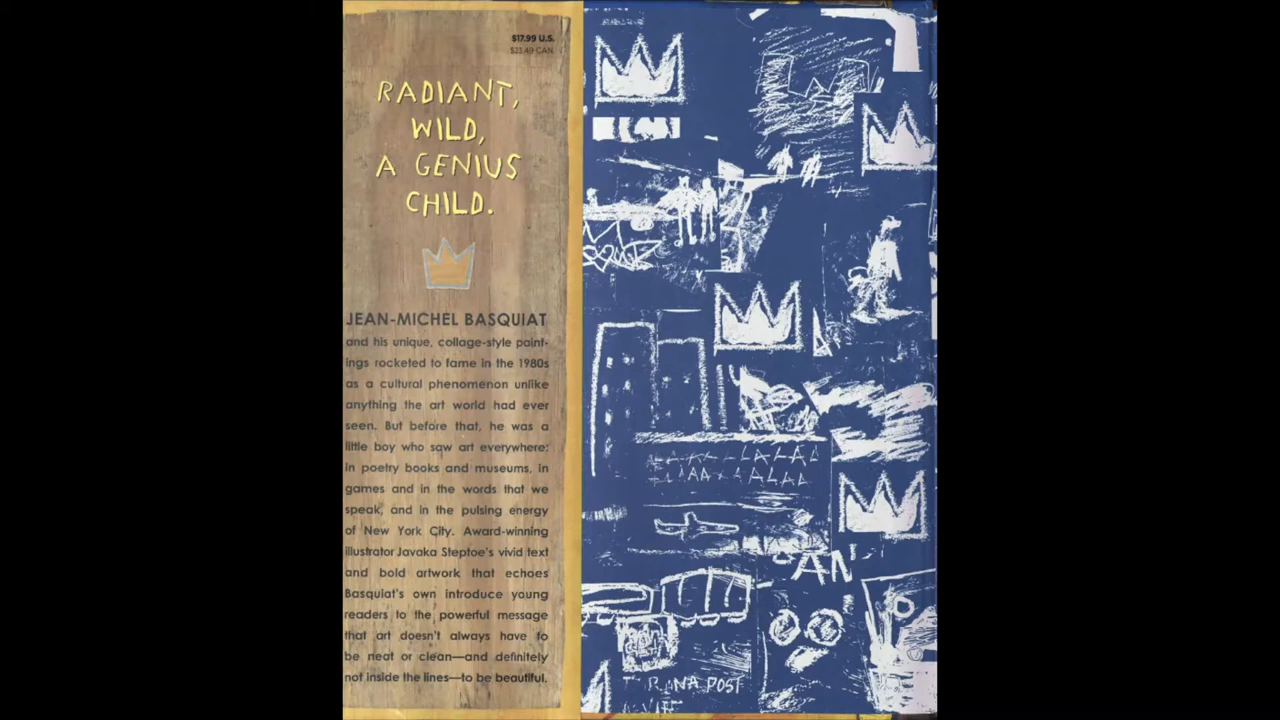 $17.99 U.S.
$23.49 CAN.
RADIANT,
WILD,
A GENIUS
CHILD.
JEAN-MICHEL BASQUIAT
and his unique, collage-style paint-
ings rocketed to fame in the 1980s
as a cultural phenomenon unlike
anything the art world had ever
seen. But before that, he was a
little boy who saw art everywhere:
in poetry books and museums, in
games and in the words that we
speak, and in the pulsing energy
of New York City. Award-winning
illustrator Javaka Steptoe's vivid text
and bold artwork that echoes
Basquiat's own introduce young
readers to the powerful message
that art doesn't always have to
be neat or clean—and definitely
not inside the lines—to be beautiful.
AN
POST